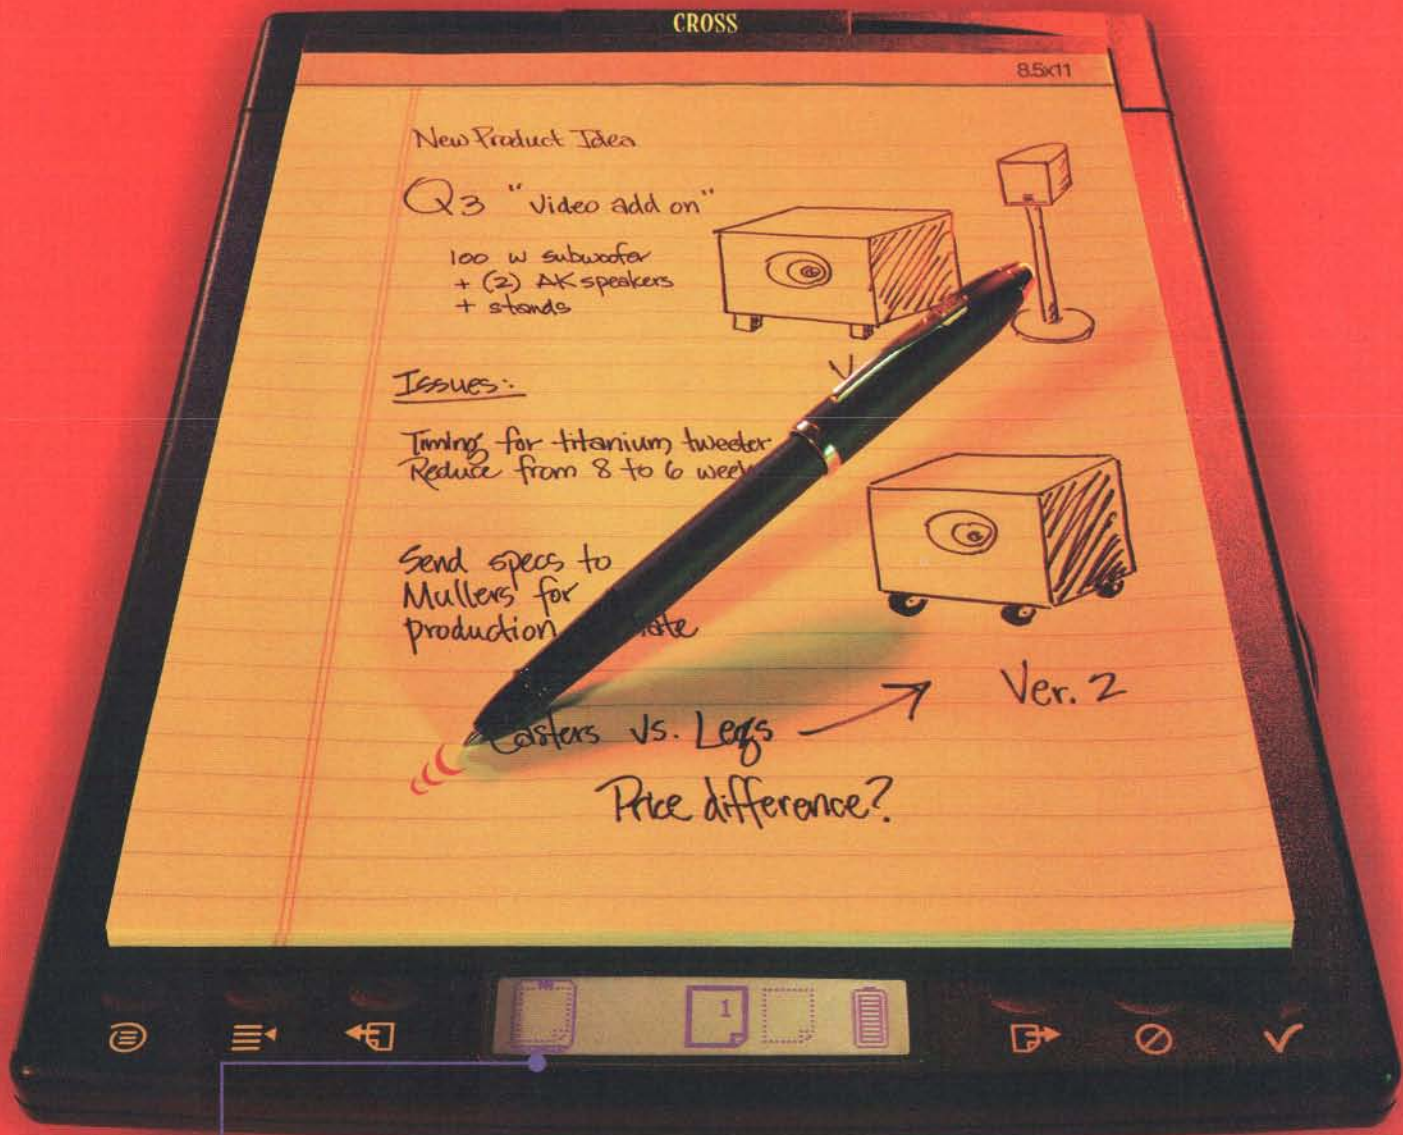 CROSS
8.5x11
New Product Idea
Q3 "Video add on"
100 w subwoofer
+ (2) AK speakers
+ stands
Issues:
Timing for titanium tweeter
Reduce from 8 to 6
Send specs to
Mullers for
production
Ver. 2
Casters vs. Legs
Price difference?
1